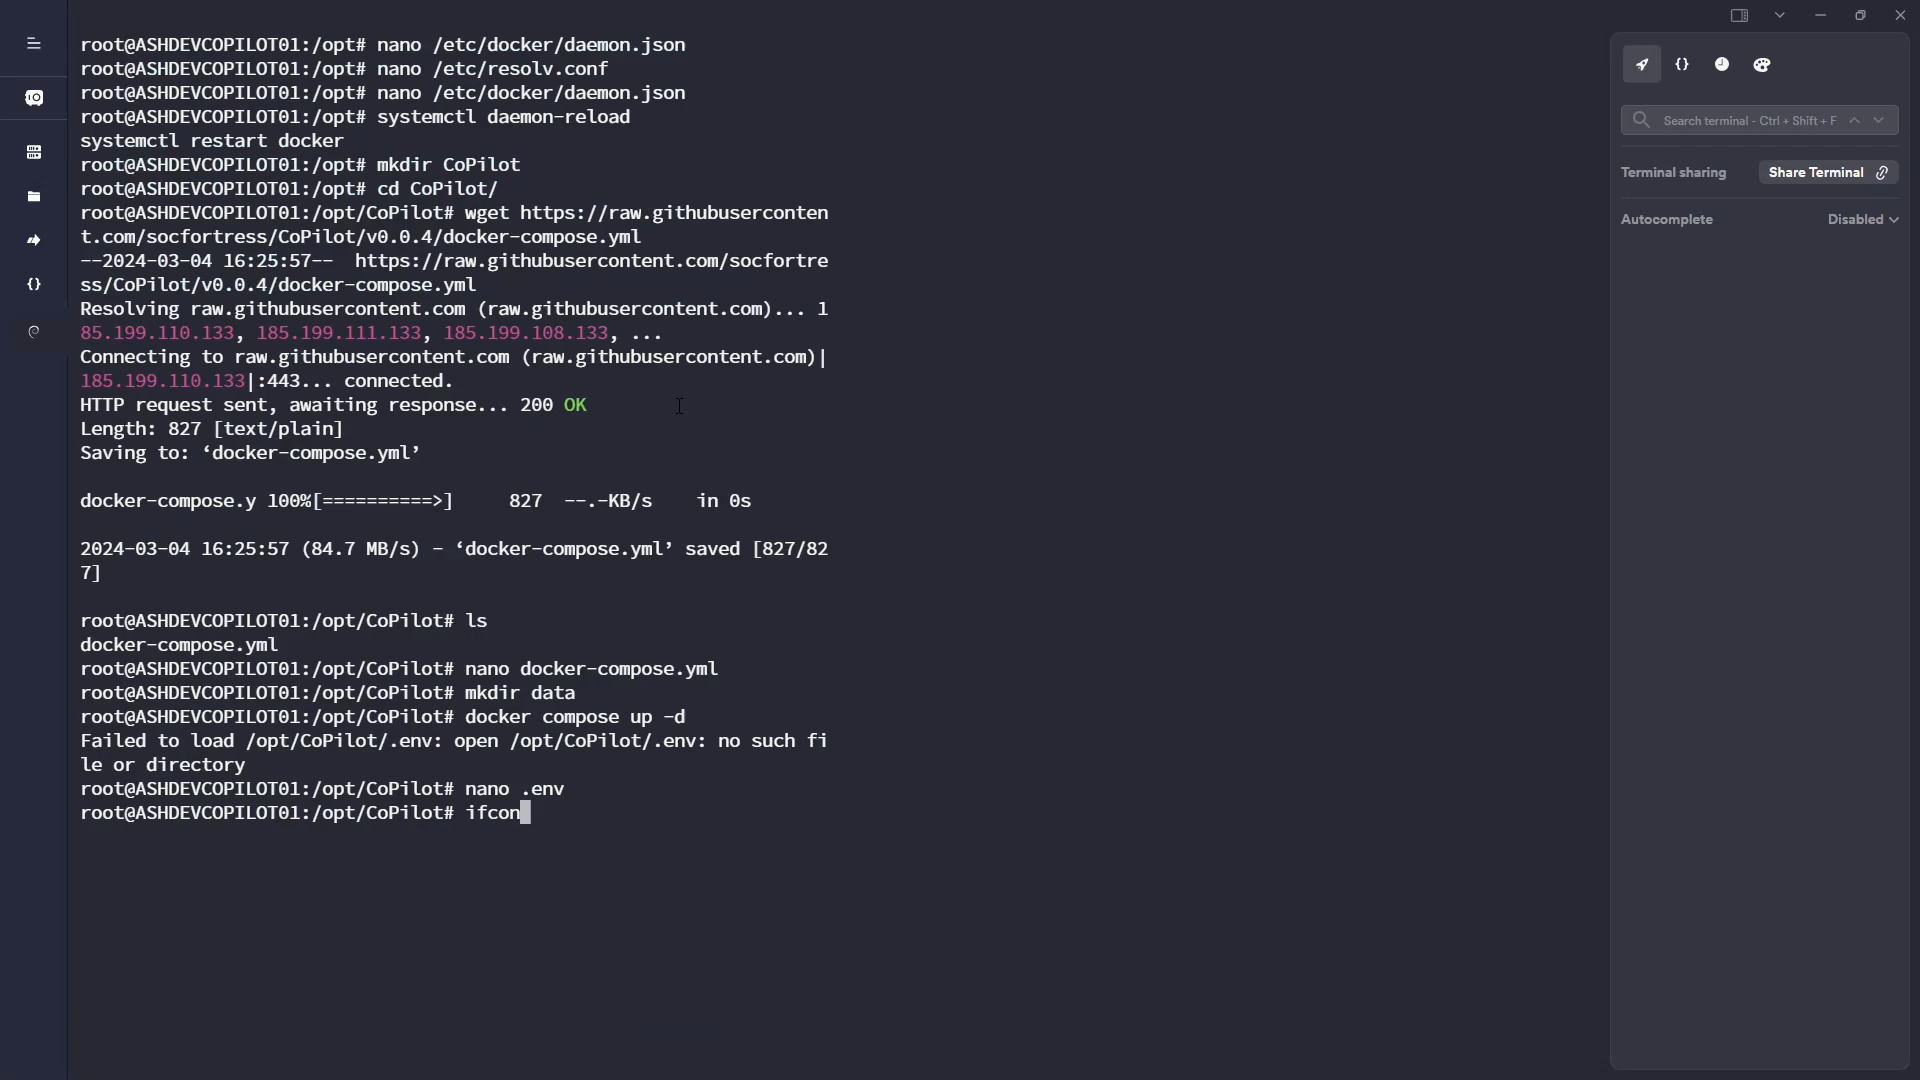 root@ASHDEVCOPILOT01:/opt# nano /etc/docker/daemon.json
root@ASHDEVCOPILOT01:/opt# nano /etc/resolv.conf
root@ASHDEVCOPILOT01:/opt# nano /etc/docker/daemon.json
root@ASHDEVCOPILOT01:/opt# systemctl daemon-reload
systemctl restart docker
root@ASHDEVCOPILOT01:/opt# mkdir CoPilot
root@ASHDEVCOPILOT01:/opt# cd CoPilot/
root@ASHDEVCOPILOT01:/opt/CoPilot# wget https://raw.githubuserconten
t.com/socfortress/CoPilot/v0.0.4/docker-compose.yml
--2024-03-04 16:25:57--  https://raw.githubusercontent.com/socfortre
ss/CoPilot/v0.0.4/docker-compose.yml
Resolving raw.githubusercontent.com (raw.githubusercontent.com)... 1
85.199.110.133, 185.199.111.133, 185.199.108.133, ...
Connecting to raw.githubusercontent.com (raw.githubusercontent.com)|
185.199.110.133|:443... connected.
HTTP request sent, awaiting response... 200 OK
Length: 827 [text/plain]
Saving to: ‘docker-compose.yml’
docker-compose.y 100%[==========>]     827  --.-KB/s    in 0s
2024-03-04 16:25:57 (84.7 MB/s) - ‘docker-compose.yml’ saved [827/82
7]
root@ASHDEVCOPILOT01:/opt/CoPilot# ls
docker-compose.yml
root@ASHDEVCOPILOT01:/opt/CoPilot# nano docker-compose.yml
root@ASHDEVCOPILOT01:/opt/CoPilot# mkdir data
root@ASHDEVCOPILOT01:/opt/CoPilot# docker compose up -d
Failed to load /opt/CoPilot/.env: open /opt/CoPilot/.env: no such fi
le or directory
root@ASHDEVCOPILOT01:/opt/CoPilot# nano .env
root@ASHDEVCOPILOT01:/opt/CoPilot# ifcon
Search terminal - Ctrl + Shift + F
Terminal sharing Share Terminal
Autocomplete Disabled